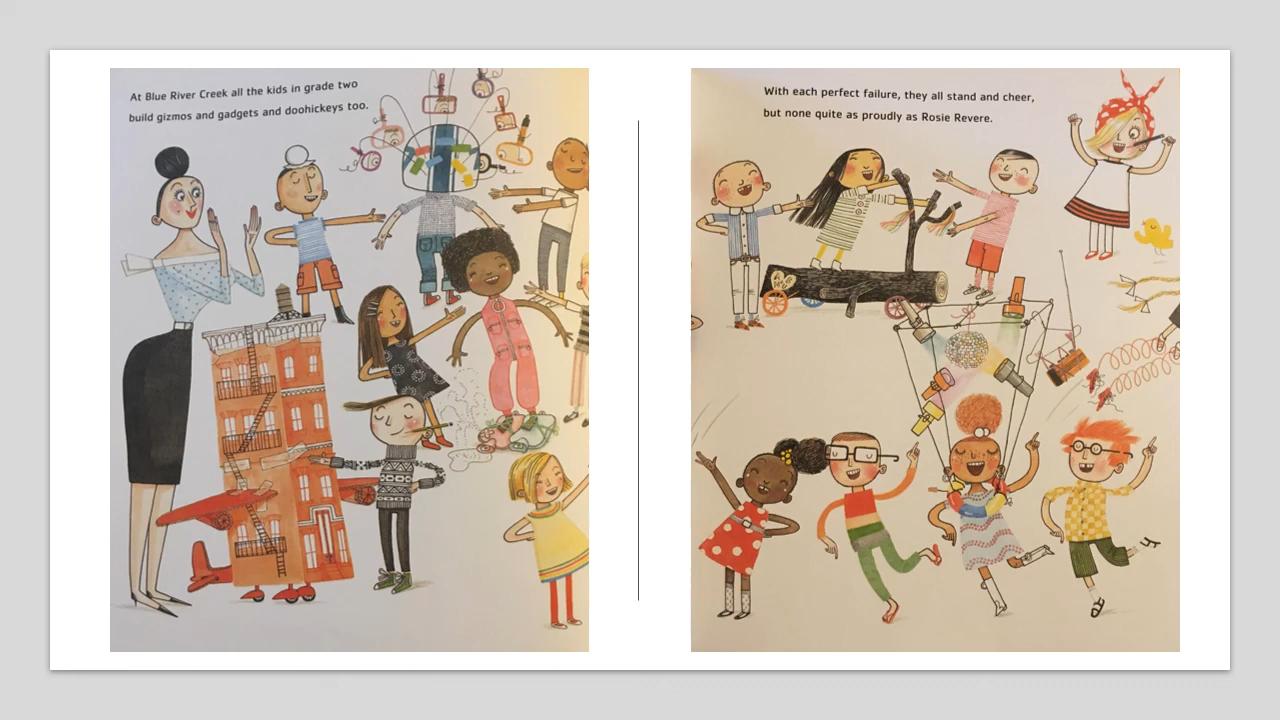 At Blue River Creek all the kids in grade two
build gizmos and gadgets and doohickeys too.
With each perfect failure, they all stand and cheer,
but none quite as proudly as Rosie Revere.